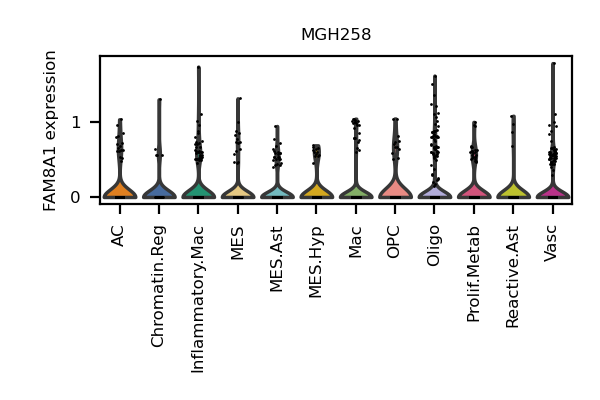 MGH258
FAM8A1 expression
1
0
AC
Chromatin.Reg
Inflammatory.Mac
MES
MES.Ast
MES.Hyp
Mac
OPC
Oligo
Prolif.Metab
Reactive.Ast
Vasc